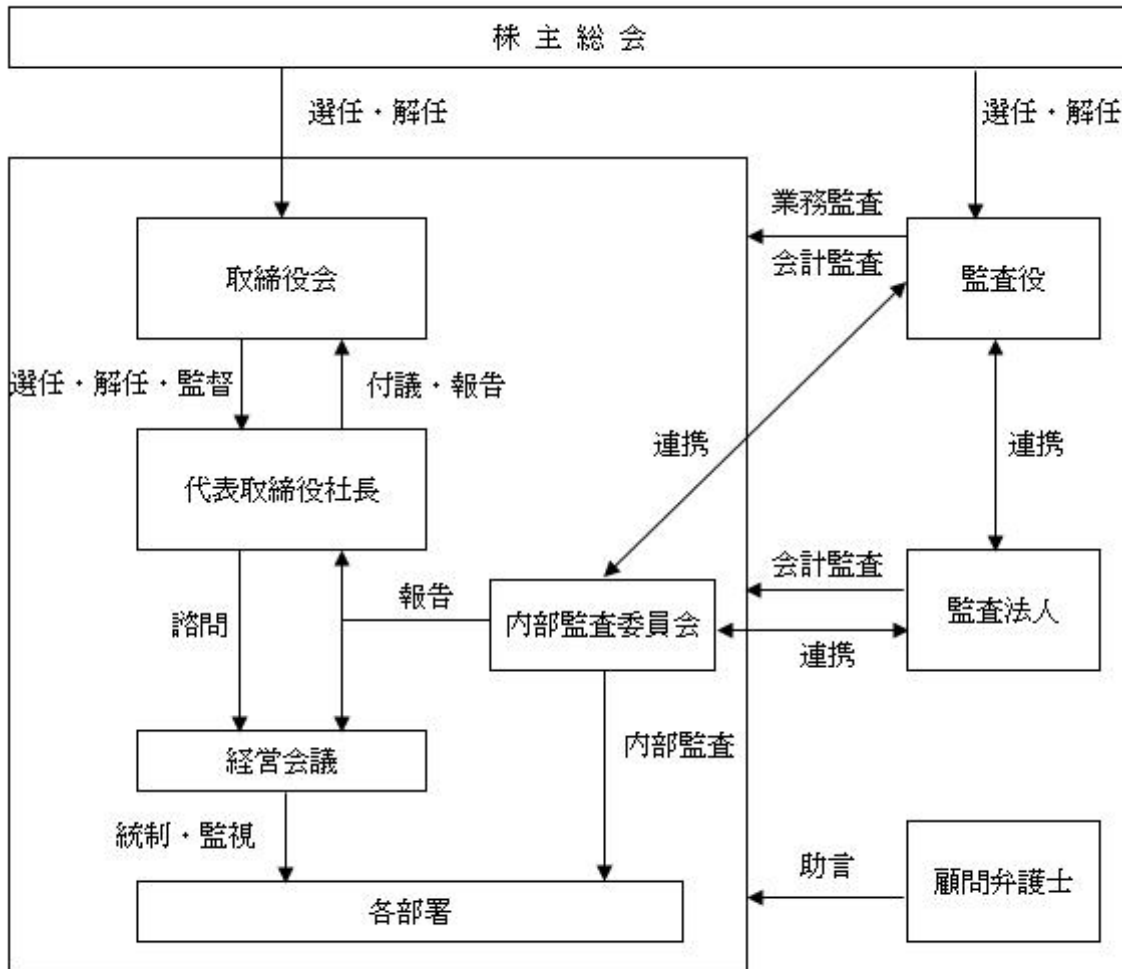 株主総会
選任・解任
選任・解任
業務監査
会計監査
取締役会
監査役
選任・解任・監督
付議・報告
連携
連携
代表取締役社長
会計監査
報告
内部監査委員会
監査法人
諮問
連携
内部監査
経営会議
統制・監視
助言
顧問弁護士
各部署